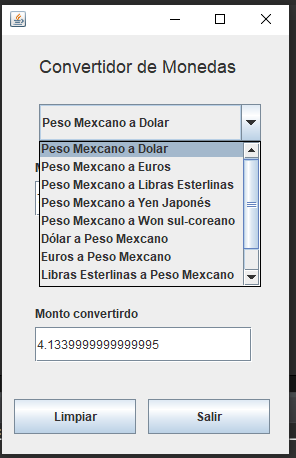 Convertidor de Monedas
Peso Mexcano a Dolar
Peso Mexcano a Dolar
Peso Mexcano a Euros
Peso Mexcano a Libras Esterlinas
Peso Mexcano a Yen Japonés
Peso Mexcano a Won sul-coreano
Dólar a Peso Mexcano
Euros a Peso Mexcano
Libras Esterlinas a Peso Mexcano
Monto convertirdo
4.1339999999999995
Limpiar
Salir